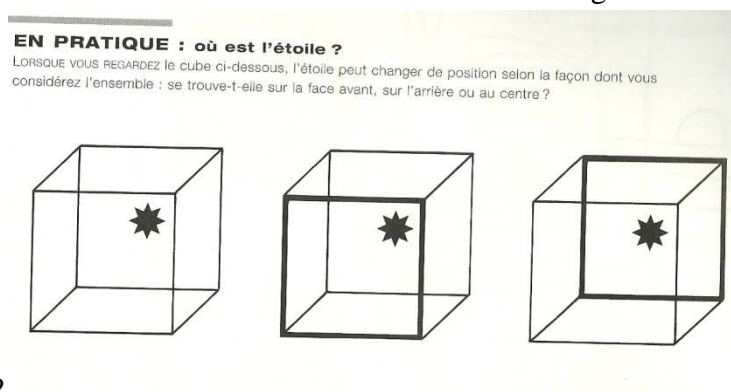 EN PRATIQUE : où est l'étoile ?
LORSQUE VOUS REGARDEZ le cube ci-dessous, l'étoile peut changer de position selon la façon dont vous
considérez l'ensemble : se trouve-t-elle sur la face avant, sur l'arrière ou au centre ?